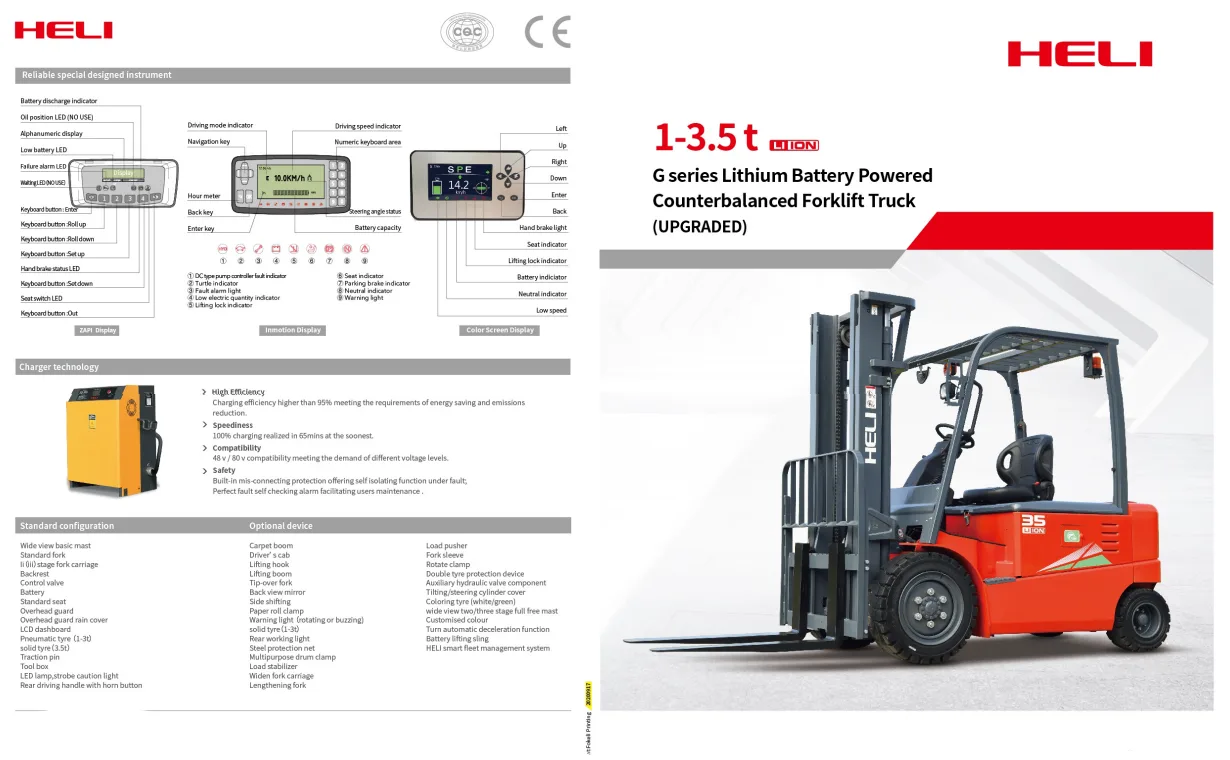 HELI
CQC
CE
Reliable special designed instrument
Battery discharge indicator
Oil position LED (NO USE)
Alphanumeric display
Low battery LED
Failure alarm LED
Waiting LED (NO USE)
Keyboard button : Enter
Keyboard button :Roll up
Keyboard button :Roll down
Keyboard button :Set up
Hand brake status LED
Keyboard button :Set down
Seat switch LED
Keyboard button :Out
Display
ZAPI Display
Driving mode indicator
Navigation key
Hour meter
Back key
Enter key
Driving speed indicator
Numeric keyboard area
Steering angle status
Battery capacity
E 10.0KM/h
① ② ③ ④ ⑤ ⑥ ⑦ ⑧ ⑨
① DC type pump controller fault indicator
② Turtle indicator
③ Fault alarm light
④ Low electric quantity indicator
⑤ Lifting lock indicator
⑥ Seat indicator
⑦ Parking brake indicator
⑧ Neutral indicator
⑨ Warning light
Inmotion Display
S P E
14.2
km/h
Left
Up
Right
Down
Enter
Back
Hand brake light
Seat indicator
Lifting lock indicator
Battery indiciator
Neutral indicator
Low speed
Color Screen Display
Charger technology
High Efficiency
Charging efficiency higher than 95% meeting the requirements of energy saving and emissions
reduction.
Speediness
100% charging realized in 65mins at the soonest.
Compatibility
48 v / 80 v compatibility meeting the demand of different voltage levels.
Safety
Built-in mis-connecting protection offering self isolating function under fault;
Perfect fault self checking alarm facilitating users maintenance .
Standard configuration
Wide view basic mast
Standard fork
Ii (iii) stage fork carriage
Backrest
Control valve
Battery
Standard seat
Overhead guard
Overhead guard rain cover
LCD dashboard
Pneumatic tyre (1-3t)
solid tyre (3.5t)
Traction pin
Tool box
LED lamp,strobe caution light
Rear driving handle with horn button
Optional device
Carpet boom
Driver' s cab
Lifting hook
Lifting boom
Tip-over fork
Back view mirror
Side shifting
Paper roll clamp
Warning light (rotating or buzzing)
solid tyre (1-3t)
Rear working light
Steel protection net
Multipurpose drum clamp
Load stabilizer
Widen fork carriage
Lengthening fork
Load pusher
Fork sleeve
Rotate clamp
Double tyre protection device
Auxiliary hydraulic valve component
Tilting/steering cylinder cover
Coloring tyre (white/green)
wide view two/three stage full free mast
Customised colour
Turn automatic deceleration function
Battery lifting sling
HELI smart fleet management system
Printing 20200917
HELI
1-3.5 t LI ION
G series Lithium Battery Powered
Counterbalanced Forklift Truck
(UPGRADED)
HELI
35
LI ION